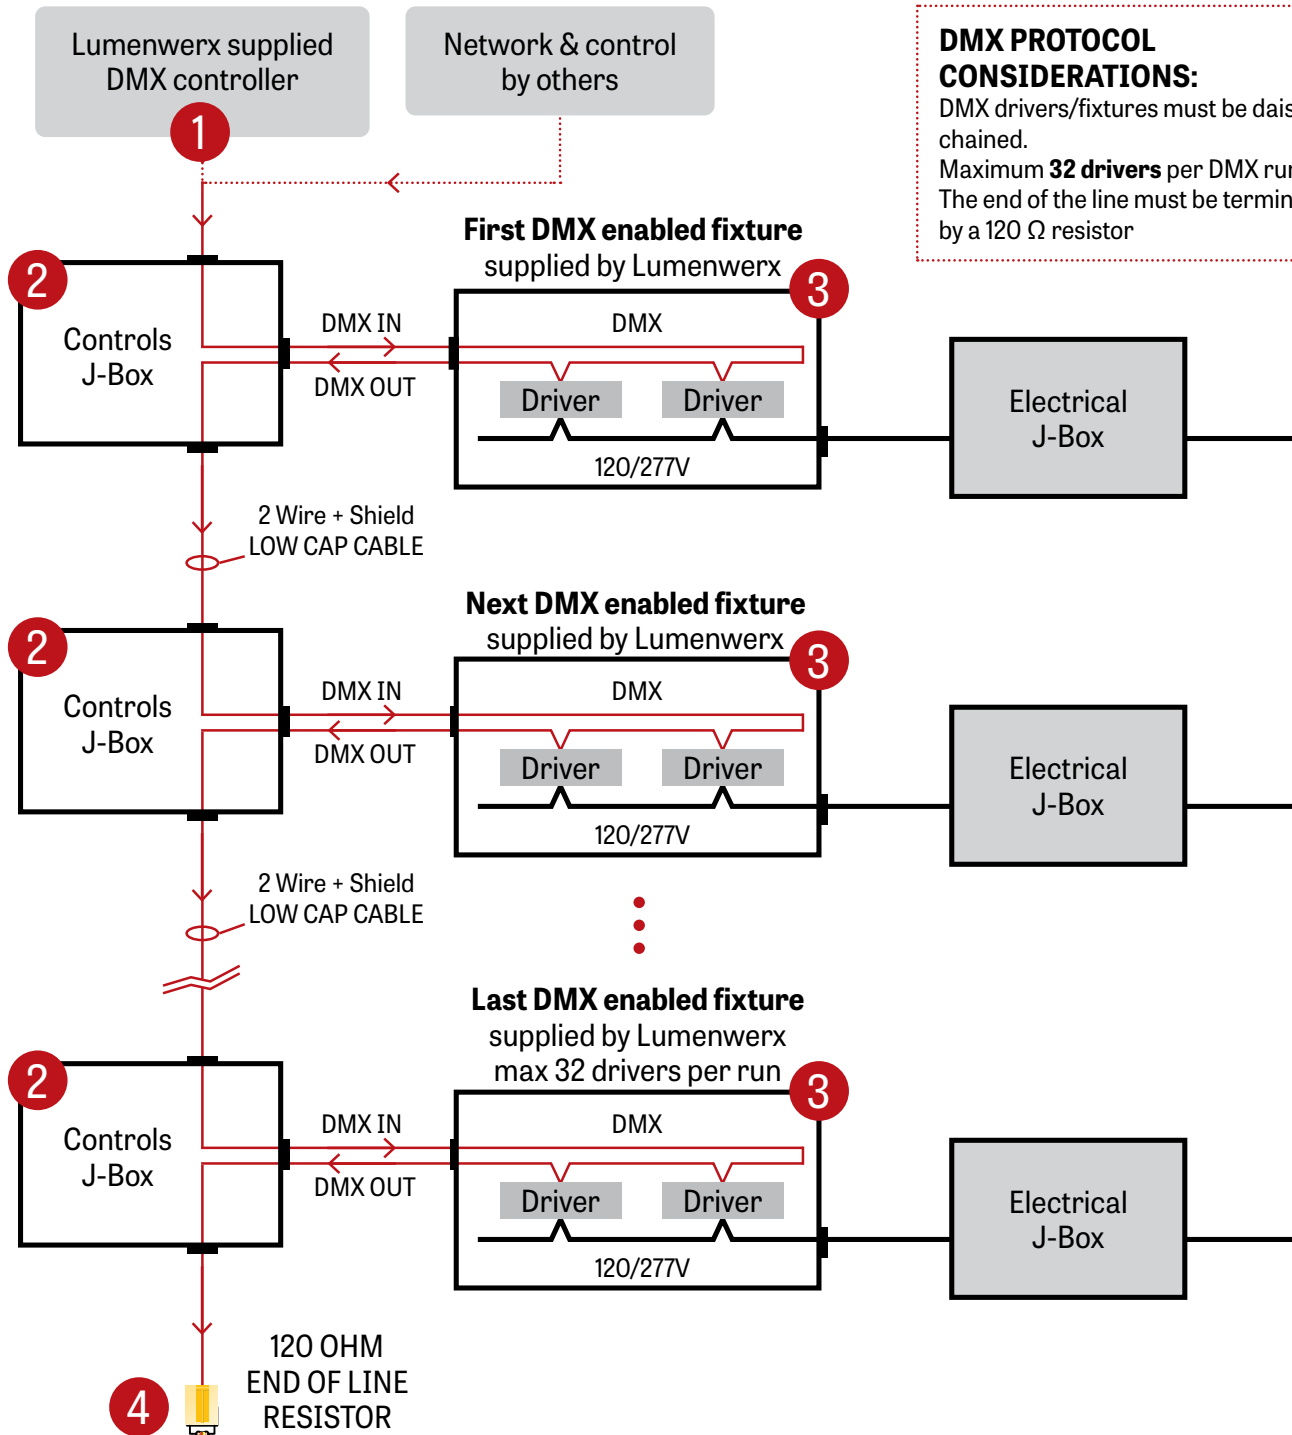 Lumenwerx supplied
DMX controller
1
Network & control
by others
DMX PROTOCOL
CONSIDERATIONS:
DMX drivers/fixtures must be dais
chained.
Maximum 32 drivers per DMX run
The end of the line must be termin
by a 120 Ω resistor
2
Controls
J-Box
DMX IN
DMX OUT
First DMX enabled fixture
supplied by Lumenwerx
3
DMX
Driver
Driver
120/277V
Electrical
J-Box
2 Wire + Shield
LOW CAP CABLE
2
Controls
J-Box
DMX IN
DMX OUT
Next DMX enabled fixture
supplied by Lumenwerx
3
DMX
Driver
Driver
120/277V
Electrical
J-Box
2 Wire + Shield
LOW CAP CABLE
2
Controls
J-Box
DMX IN
DMX OUT
Last DMX enabled fixture
supplied by Lumenwerx
max 32 drivers per run
3
DMX
Driver
Driver
120/277V
Electrical
J-Box
4
120 OHM
END OF LINE
RESISTOR